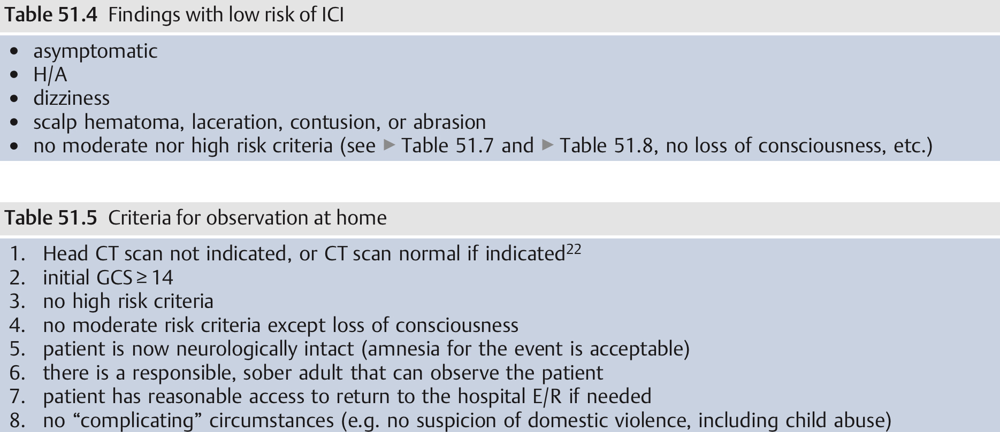 Table 51.4 Findings with low risk of ICI
• asymptomatic
• H/A
• dizziness
• scalp hematoma, laceration, contusion, or abrasion
• no moderate nor high risk criteria (see ▶ Table 51.7 and ▶ Table 51.8, no loss of consciousness, etc.)
Table 51.5 Criteria for observation at home
1. Head CT scan not indicated, or CT scan normal if indicated²²
2. initial GCS ≥ 14
3. no high risk criteria
4. no moderate risk criteria except loss of consciousness
5. patient is now neurologically intact (amnesia for the event is acceptable)
6. there is a responsible, sober adult that can observe the patient
7. patient has reasonable access to return to the hospital E/R if needed
8. no “complicating” circumstances (e.g. no suspicion of domestic violence, including child abuse)